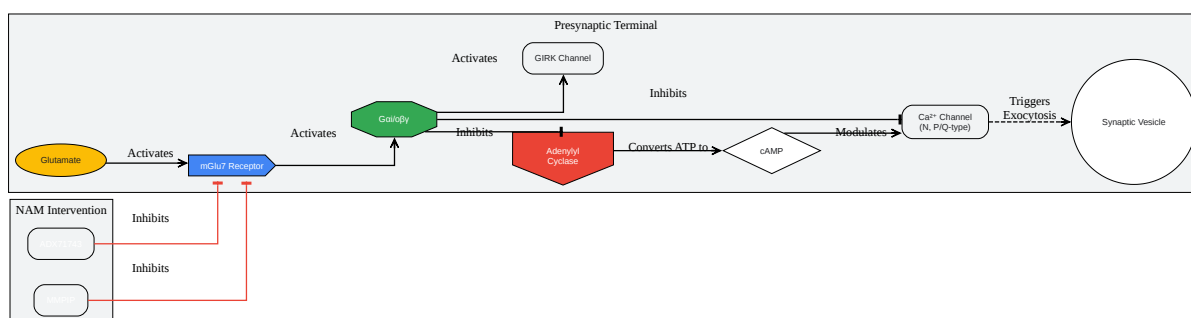 Presynaptic Terminal
Activates
GIRK Channel
Inhibits
Gαi/oβγ
Activates
Inhibits
Adenylyl
Cyclase
Converts ATP to
cAMP
Modulates
Ca²⁺ Channel
(N, P/Q-type)
Triggers
Exocytosis
Synaptic Vesicle
Glutamate
Activates
mGlu7 Receptor
NAM Intervention
Inhibits
Inhibits